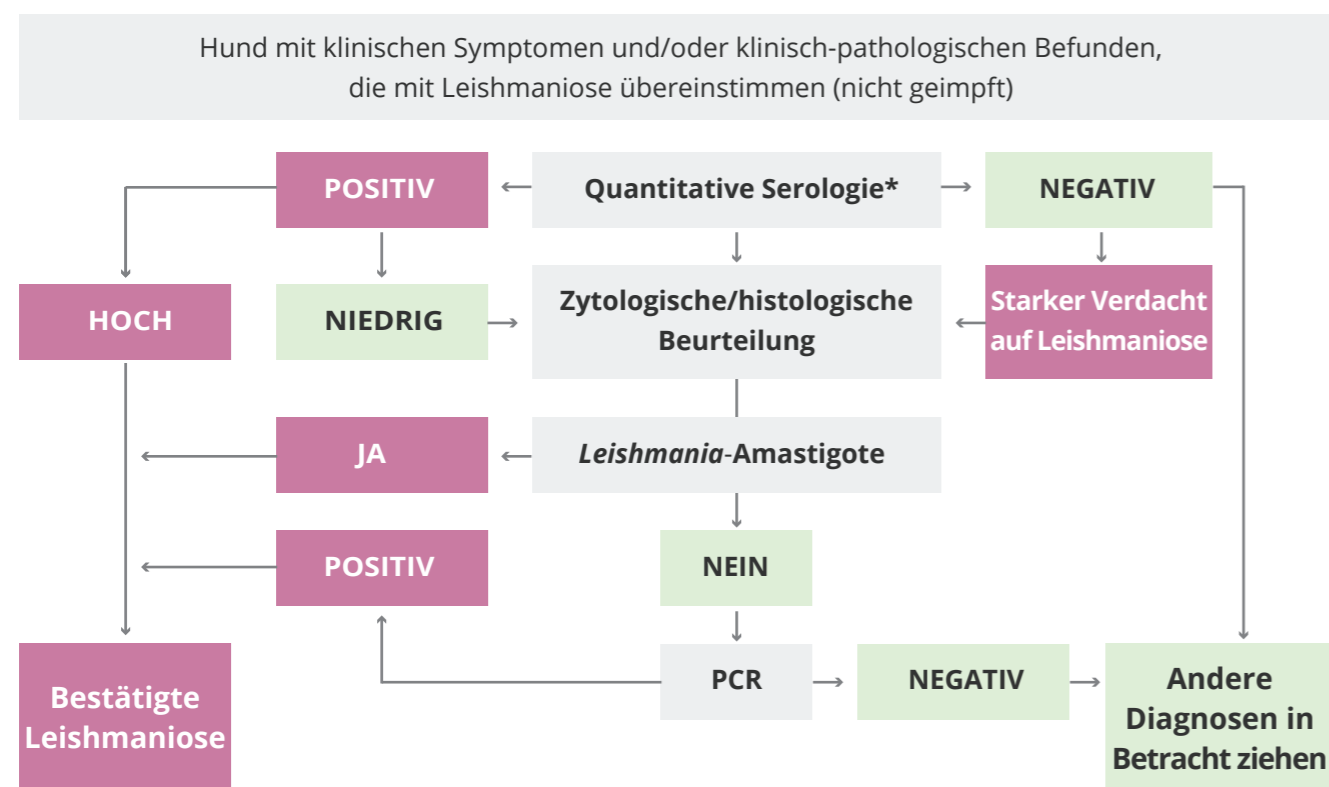 Hund mit klinischen Symptomen und/oder klinisch-pathologischen Befunden,
die mit Leishmaniose übereinstimmen (nicht geimpft)
POSITIV
Quantitative Serologie*
NEGATIV
HOCH
NIEDRIG
Zytologische/histologische
Beurteilung
Starker Verdacht
auf Leishmaniose
JA
Leishmania-Amastigote
POSITIV
NEIN
Bestätigte
Leishmaniose
PCR
NEGATIV
Andere
Diagnosen in
Betracht ziehen